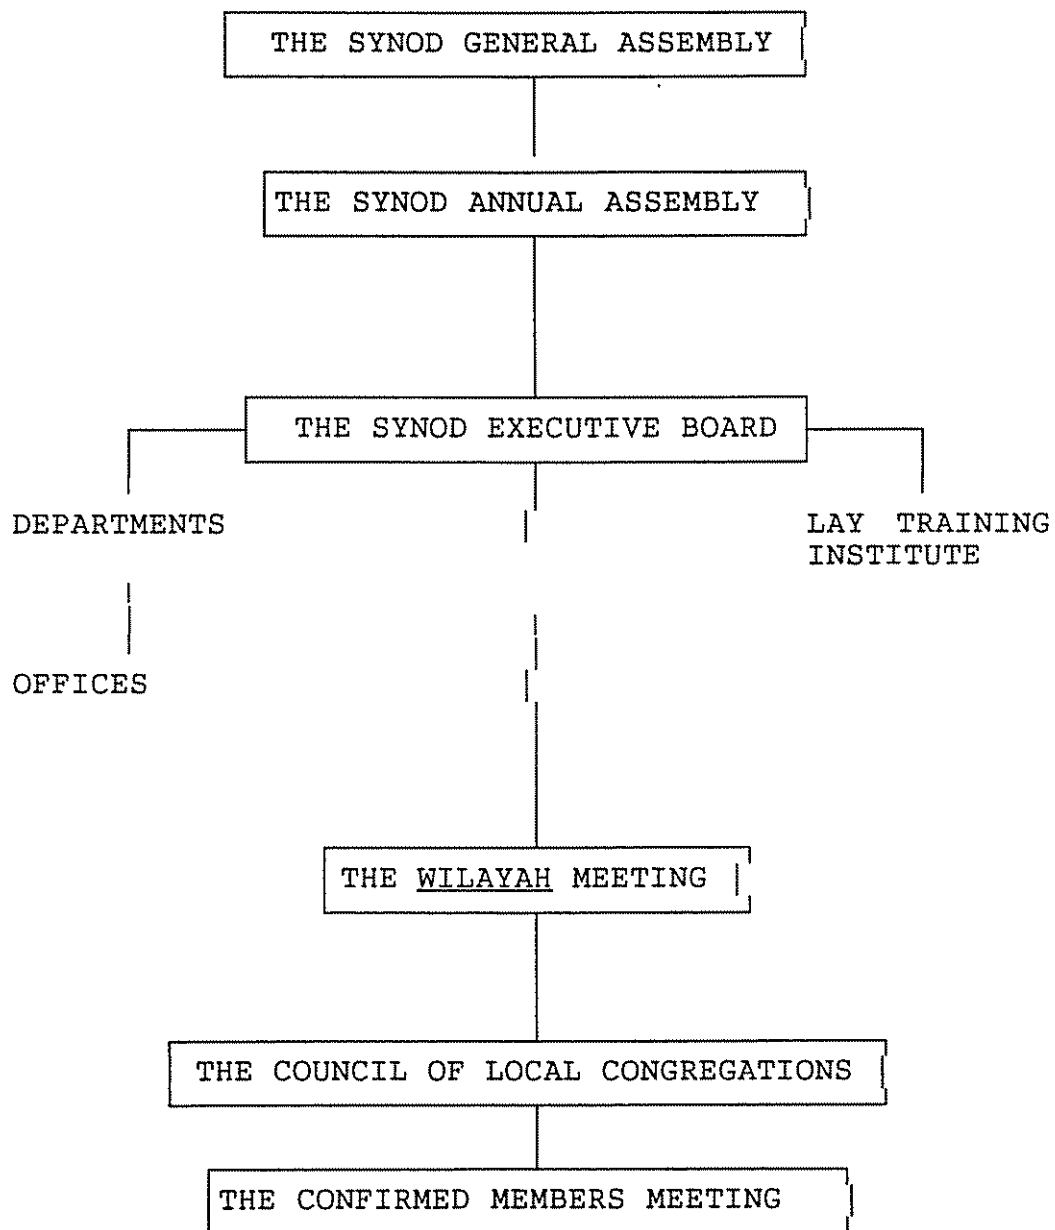 THE SYNOD GENERAL ASSEMBLY
THE SYNOD ANNUAL ASSEMBLY
THE SYNOD EXECUTIVE BOARD
DEPARTMENTS
LAY TRAINING
INSTITUTE
OFFICES
THE WILAYAH MEETING
THE COUNCIL OF LOCAL CONGREGATIONS
THE CONFIRMED MEMBERS MEETING